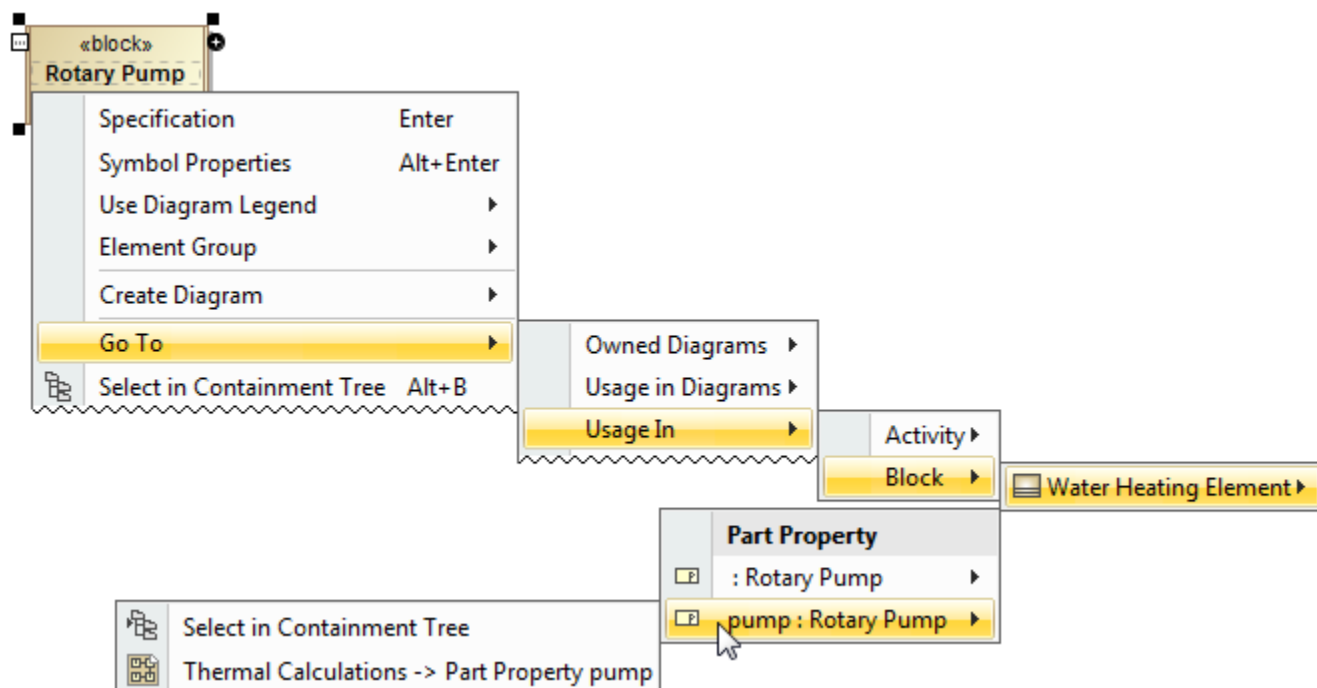 «block»
Rotary Pump
Specification Enter
Symbol Properties Alt+Enter
Use Diagram Legend
Element Group
Create Diagram
Go To
Select in Containment Tree Alt+B
Owned Diagrams
Usage in Diagrams
Usage In
Activity
Block
Water Heating Element
Part Property
: Rotary Pump
pump : Rotary Pump
Select in Containment Tree
Thermal Calculations -> Part Property pump